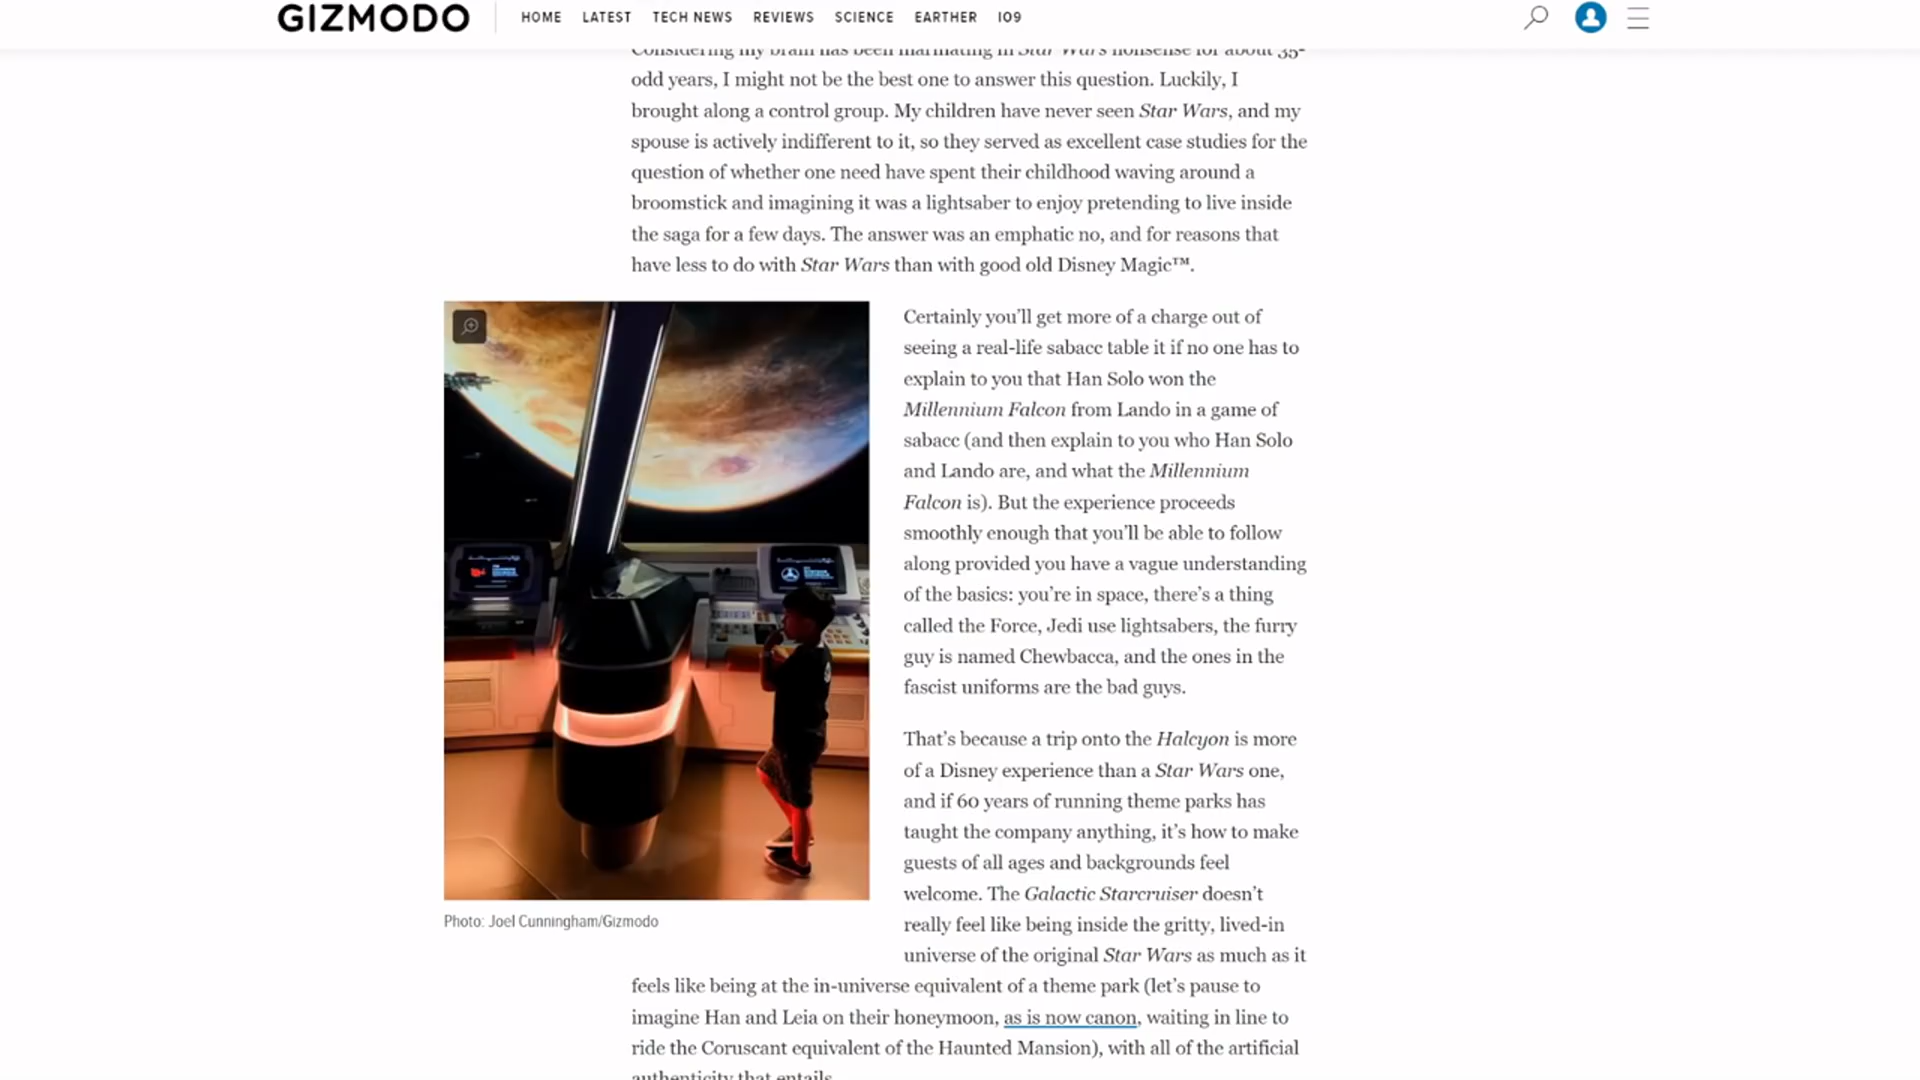 GIZMODO
HOME LATEST TECH NEWS REVIEWS SCIENCE EARTHER IO9
Considering my brain has been marinating in Star Wars nonsense for about 35-
odd years, I might not be the best one to answer this question. Luckily, I
brought along a control group. My children have never seen Star Wars, and my
spouse is actively indifferent to it, so they served as excellent case studies for the
question of whether one need have spent their childhood waving around a
broomstick and imagining it was a lightsaber to enjoy pretending to live inside
the saga for a few days. The answer was an emphatic no, and for reasons that
have less to do with Star Wars than with good old Disney Magic™.
Certainly you'll get more of a charge out of
seeing a real-life sabacc table it if no one has to
explain to you that Han Solo won the
Millennium Falcon from Lando in a game of
sabacc (and then explain to you who Han Solo
and Lando are, and what the Millennium
Falcon is). But the experience proceeds
smoothly enough that you'll be able to follow
along provided you have a vague understanding
of the basics: you're in space, there's a thing
called the Force, Jedi use lightsabers, the furry
guy is named Chewbacca, and the ones in the
fascist uniforms are the bad guys.
Photo: Joel Cunningham/Gizmodo
That's because a trip onto the Halcyon is more
of a Disney experience than a Star Wars one,
and if 60 years of running theme parks has
taught the company anything, it's how to make
guests of all ages and backgrounds feel
welcome. The Galactic Starcruiser doesn't
really feel like being inside the gritty, lived-in
universe of the original Star Wars as much as it
feels like being at the in-universe equivalent of a theme park (let's pause to
imagine Han and Leia on their honeymoon, as is now canon, waiting in line to
ride the Coruscant equivalent of the Haunted Mansion), with all of the artificial
authenticity that entails.